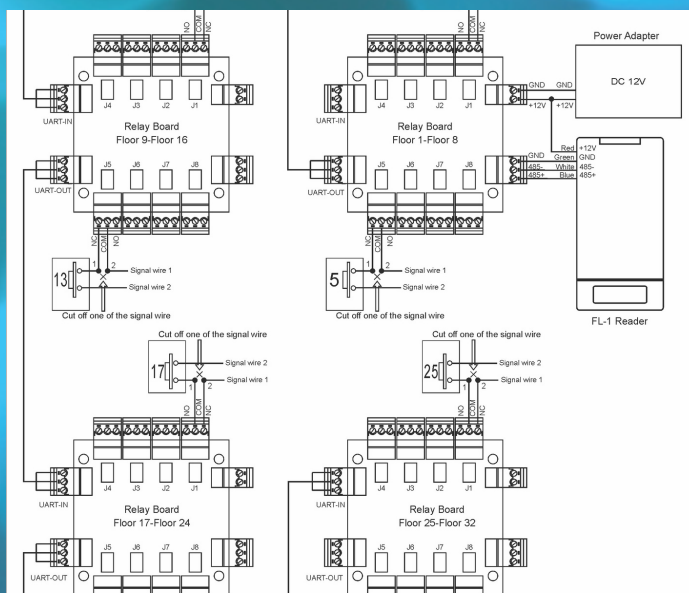 NO COM NC
NO COM NC
Power Adapter
GND GND
DC 12V
+12V +12V
J4 J3 J2 J1
UART-IN
Relay Board
Floor 9-Floor 16
J5 J6 J7 J8
UART-OUT
NC COM NO
J4 J3 J2 J1
UART-IN
Relay Board
Floor 1-Floor 8
J5 J6 J7 J8
UART-OUT
NC COM NO
Red +12V
GND Green GND
485- White 485-
485+ Blue 485+
FL-1 Reader
13
1 2
Signal wire 1
Signal wire 2
Cut off one of the signal wire
5
1 2
Signal wire 1
Signal wire 2
Cut off one of the signal wire
Cut off one of the signal wire
17
Signal wire 2
Signal wire 1
1 2
NO COM NC
Cut off one of the signal wire
25
Signal wire 2
Signal wire 1
1 2
NO COM NC
J4 J3 J2 J1
UART-IN
Relay Board
Floor 17-Floor 24
J5 J6 J7 J8
UART-OUT
J4 J3 J2 J1
UART-IN
Relay Board
Floor 25-Floor 32
J5 J6 J7 J8
UART-OUT